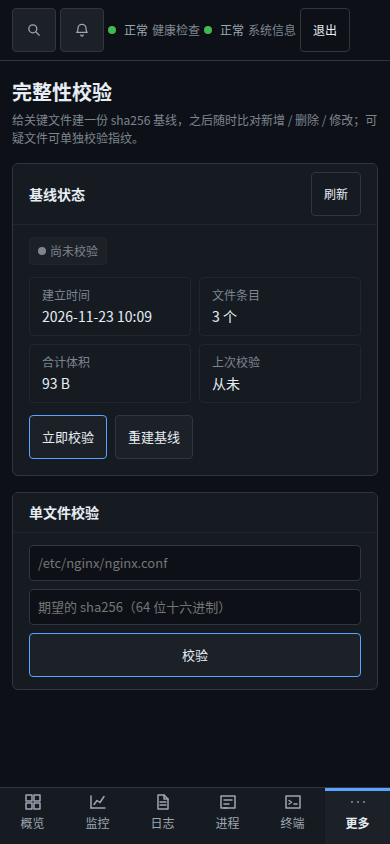 正常 健康检查 正常 系统信息 退出
完整性校验
给关键文件建一份 sha256 基线，之后随时比对新增 / 删除 / 修改；可
疑文件可单独校验指纹。
基线状态 刷新
尚未校验
建立时间 文件条目
2026-11-23 10:09 3 个
合计体积 上次校验
93 B 从未
立即校验 重建基线
单文件校验
/etc/nginx/nginx.conf
期望的 sha256（64 位十六进制）
校验
概览 监控 日志 进程 终端 更多